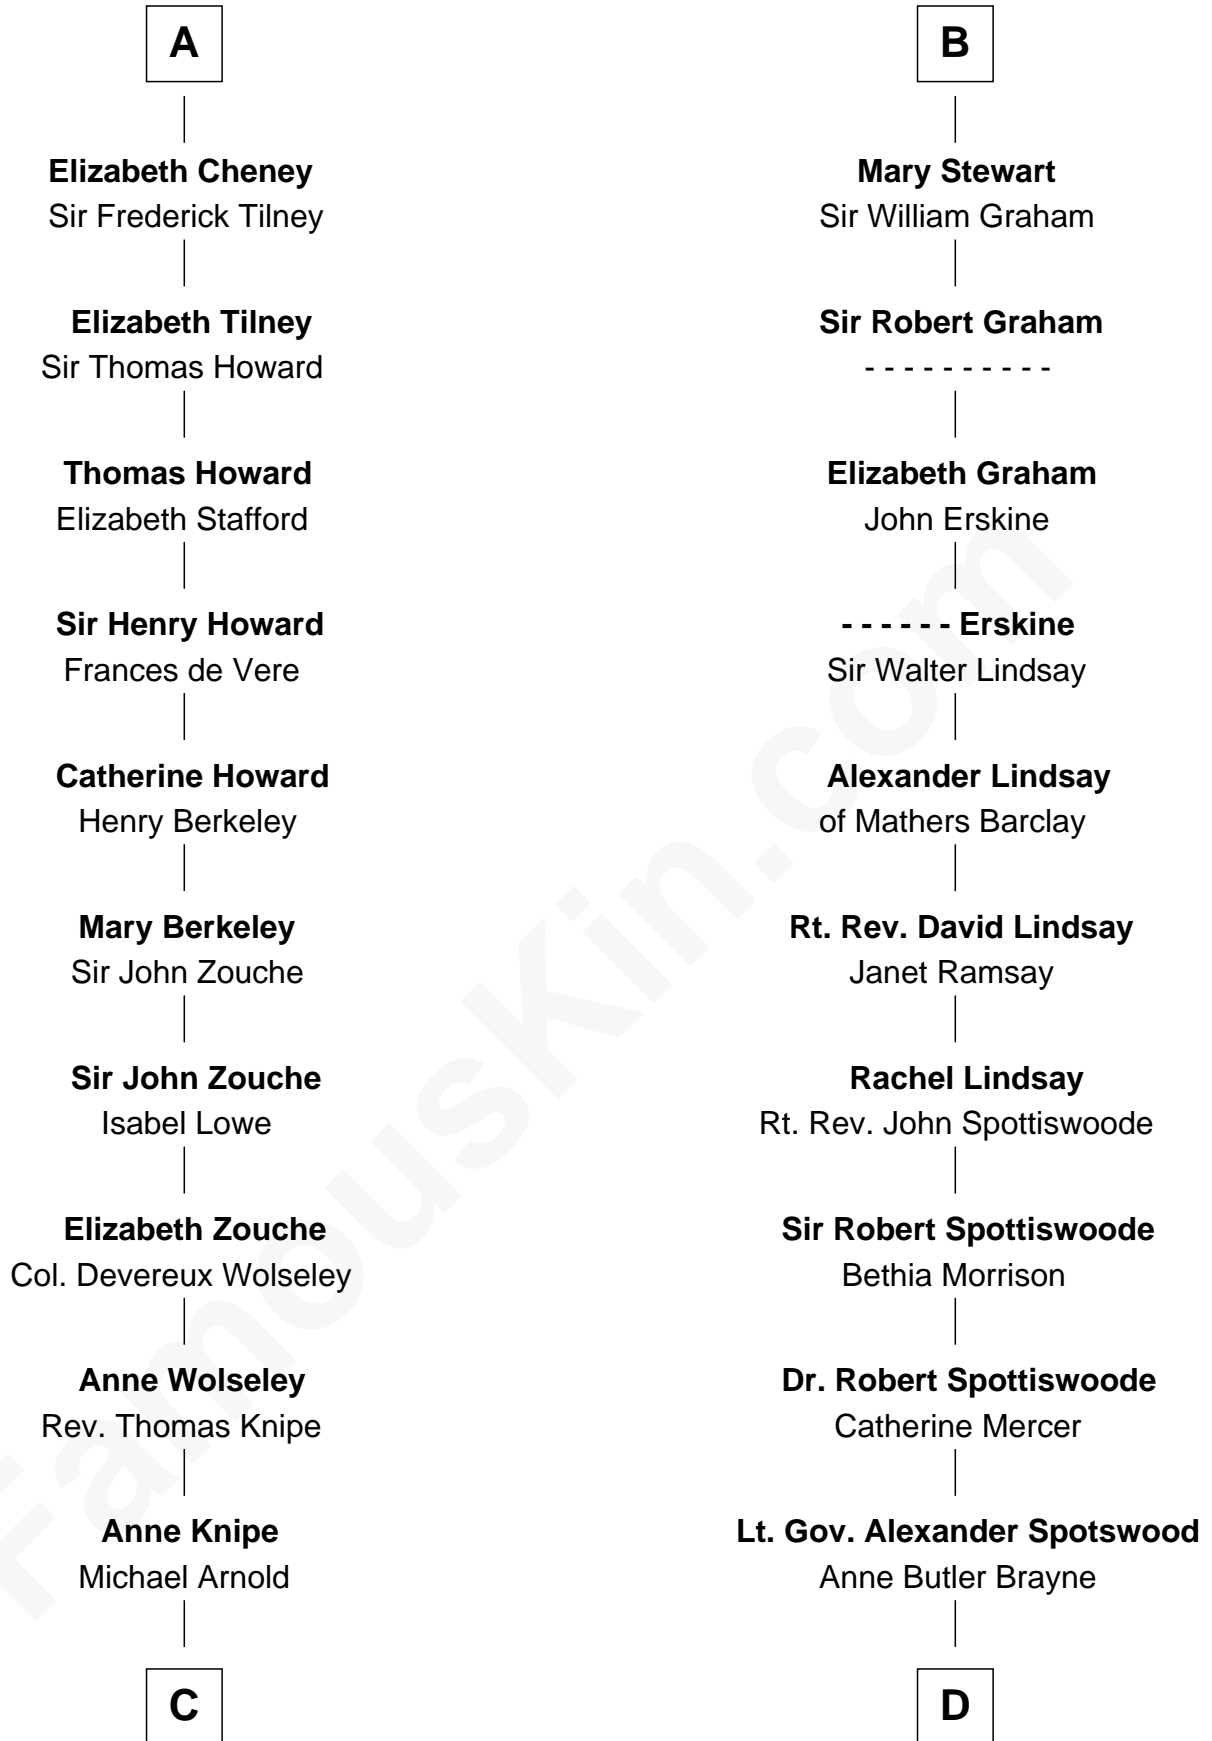 A
Elizabeth Cheney
Sir Frederick Tilney
Elizabeth Tilney
Sir Thomas Howard
Thomas Howard
Elizabeth Stafford
Sir Henry Howard
Frances de Vere
Catherine Howard
Henry Berkeley
Mary Berkeley
Sir John Zouche
Sir John Zouche
Isabel Lowe
Elizabeth Zouche
Col. Devereux Wolseley
Anne Wolseley
Rev. Thomas Knipe
Anne Knipe
Michael Arnold
C
B
Mary Stewart
Sir William Graham
Sir Robert Graham
- - - - - - - - - -
Elizabeth Graham
John Erskine
- - - - - - Erskine
Sir Walter Lindsay
Alexander Lindsay
of Mathers Barclay
Rt. Rev. David Lindsay
Janet Ramsay
Rachel Lindsay
Rt. Rev. John Spottiswoode
Sir Robert Spottiswoode
Bethia Morrison
Dr. Robert Spottiswoode
Catherine Mercer
Lt. Gov. Alexander Spotswood
Anne Butler Brayne
D
FamousKin.com